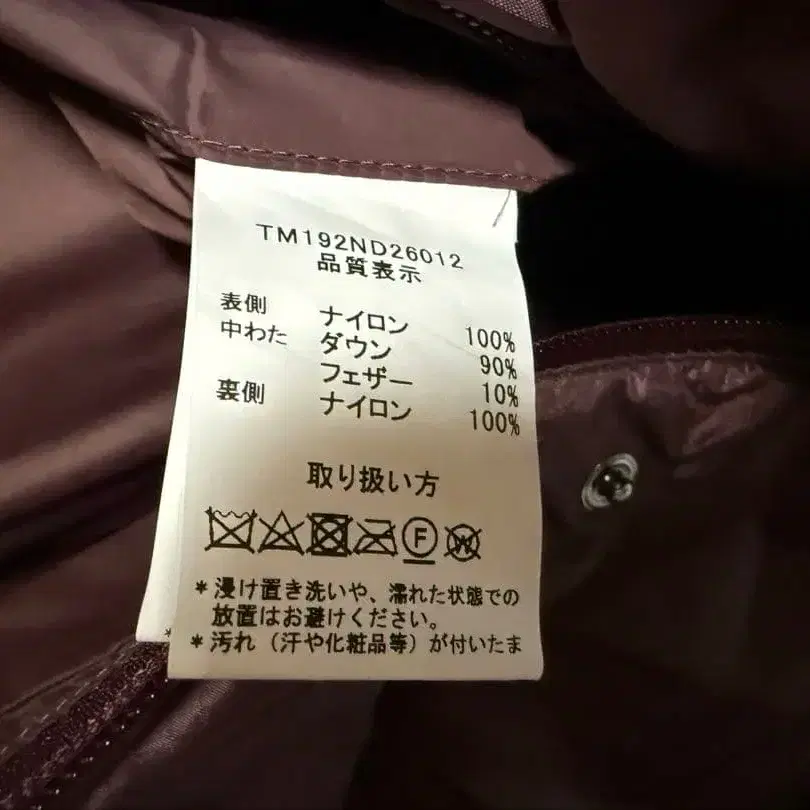 TM192ND26012
品質表示
表側 ナイロン 100%
中わた ダウン 90%
フェザー 10%
裏側 ナイロン 100%
取り扱い方
F W
*浸け置き洗いや、濡れた状態での
放置はお避けください。
*汚れ(汗や化粧品等)が付いたま